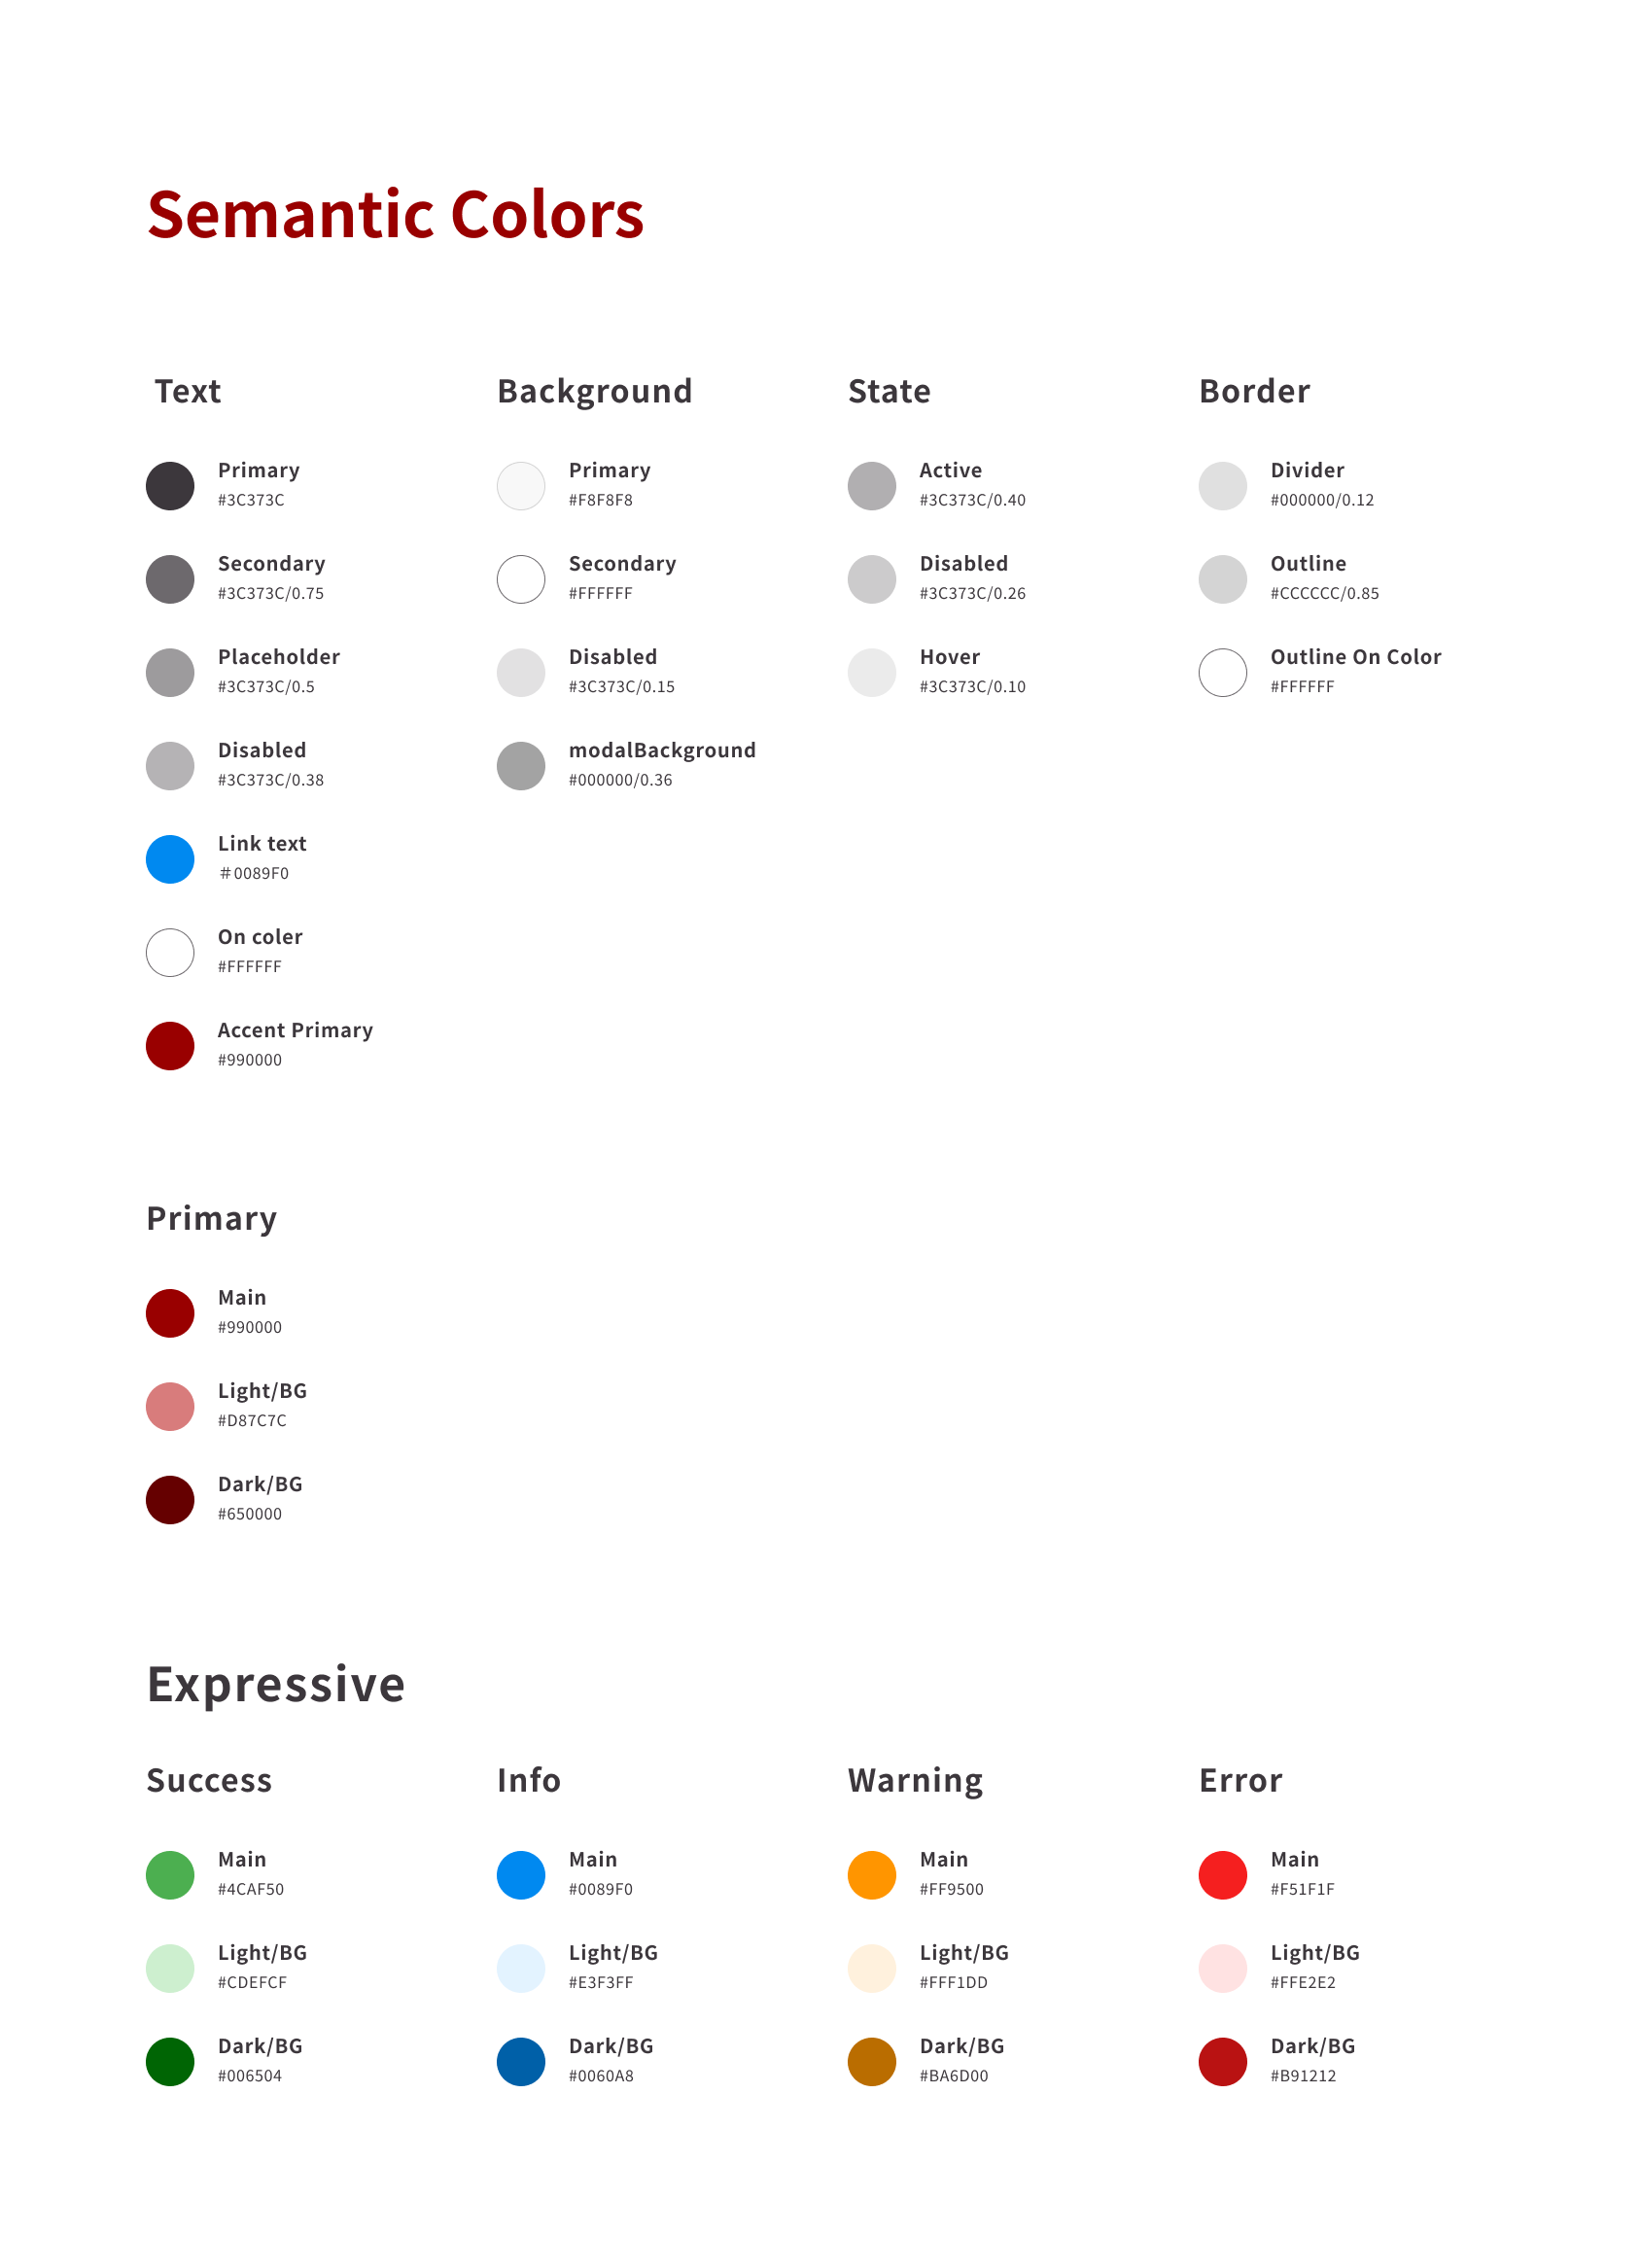 Semantic Colors
Text
Primary
#3C373C
Secondary
#3C373C/0.75
Placeholder
#3C373C/0.5
Disabled
#3C373C/0.38
Link text
＃0089F0
On coler
#FFFFFF
Accent Primary
#990000
Background
Primary
#F8F8F8
Secondary
#FFFFFF
Disabled
#3C373C/0.15
modalBackground
#000000/0.36
State
Active
#3C373C/0.40
Disabled
#3C373C/0.26
Hover
#3C373C/0.10
Border
Divider
#000000/0.12
Outline
#CCCCCC/0.85
Outline On Color
#FFFFFF
Primary
Main
#990000
Light/BG
#D87C7C
Dark/BG
#650000
Expressive
Success
Main
#4CAF50
Light/BG
#CDEFCF
Dark/BG
#006504
Info
Main
#0089F0
Light/BG
#E3F3FF
Dark/BG
#0060A8
Warning
Main
#FF9500
Light/BG
#FFF1DD
Dark/BG
#BA6D00
Error
Main
#F51F1F
Light/BG
#FFE2E2
Dark/BG
#B91212